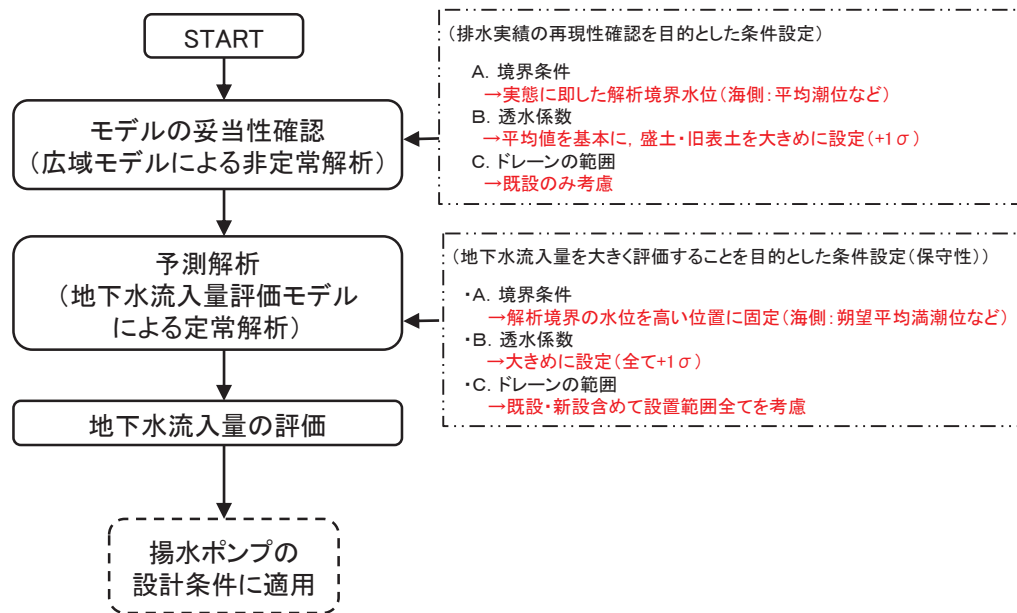 START
モデルの妥当性確認
(広域モデルによる非定常解析)
(排水実績の再現性確認を目的とした条件設定)
A. 境界条件
→実態に即した解析境界水位(海側:平均潮位など)
B. 透水係数
→平均値を基本に, 盛土・旧表土を大きめに設定(+1σ)
C. ドレーンの範囲
→既設のみ考慮
予測解析
(地下水流入量評価モデル
による定常解析)
(地下水流入量を大きく評価することを目的とした条件設定(保守性))
・A. 境界条件
→解析境界の水位を高い位置に固定(海側:朔望平均満潮位など)
・B. 透水係数
→大きめに設定(全て+1σ)
・C. ドレーンの範囲
→既設・新設含めて設置範囲全てを考慮
地下水流入量の評価
揚水ポンプの
設計条件に適用